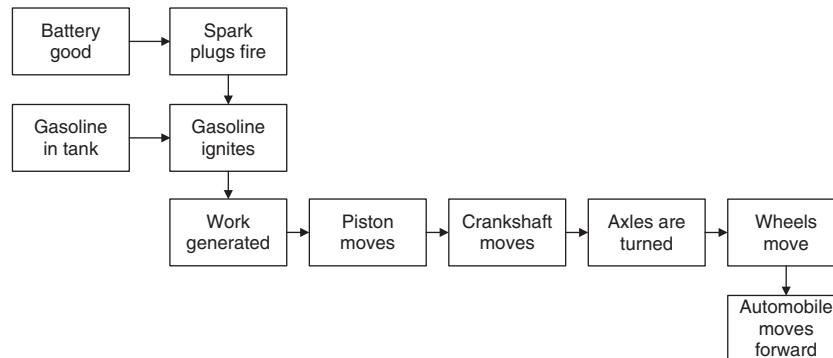 Battery
good
Spark
plugs fire
Gasoline
in tank
Gasoline
ignites
Work
generated
Piston
moves
Crankshaft
moves
Axles are
turned
Wheels
move
Automobile
moves
forward